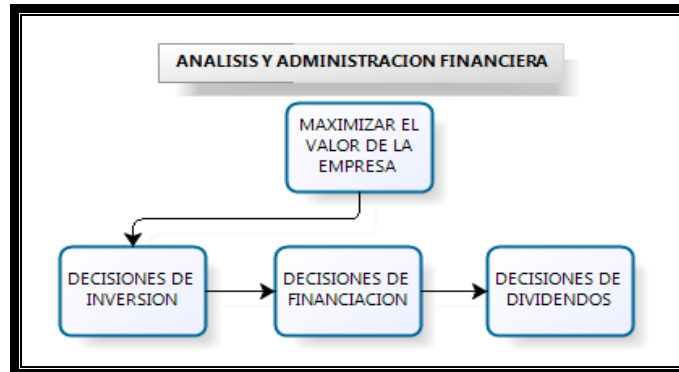 ANALISIS Y ADMINISTRACION FINANCIERA
MAXIMIZAR EL
VALOR DE LA
EMPRESA
DECISIONES DE
INVERSION
DECISIONES DE
FINANCIACION
DECISIONES DE
DIVIDENDOS